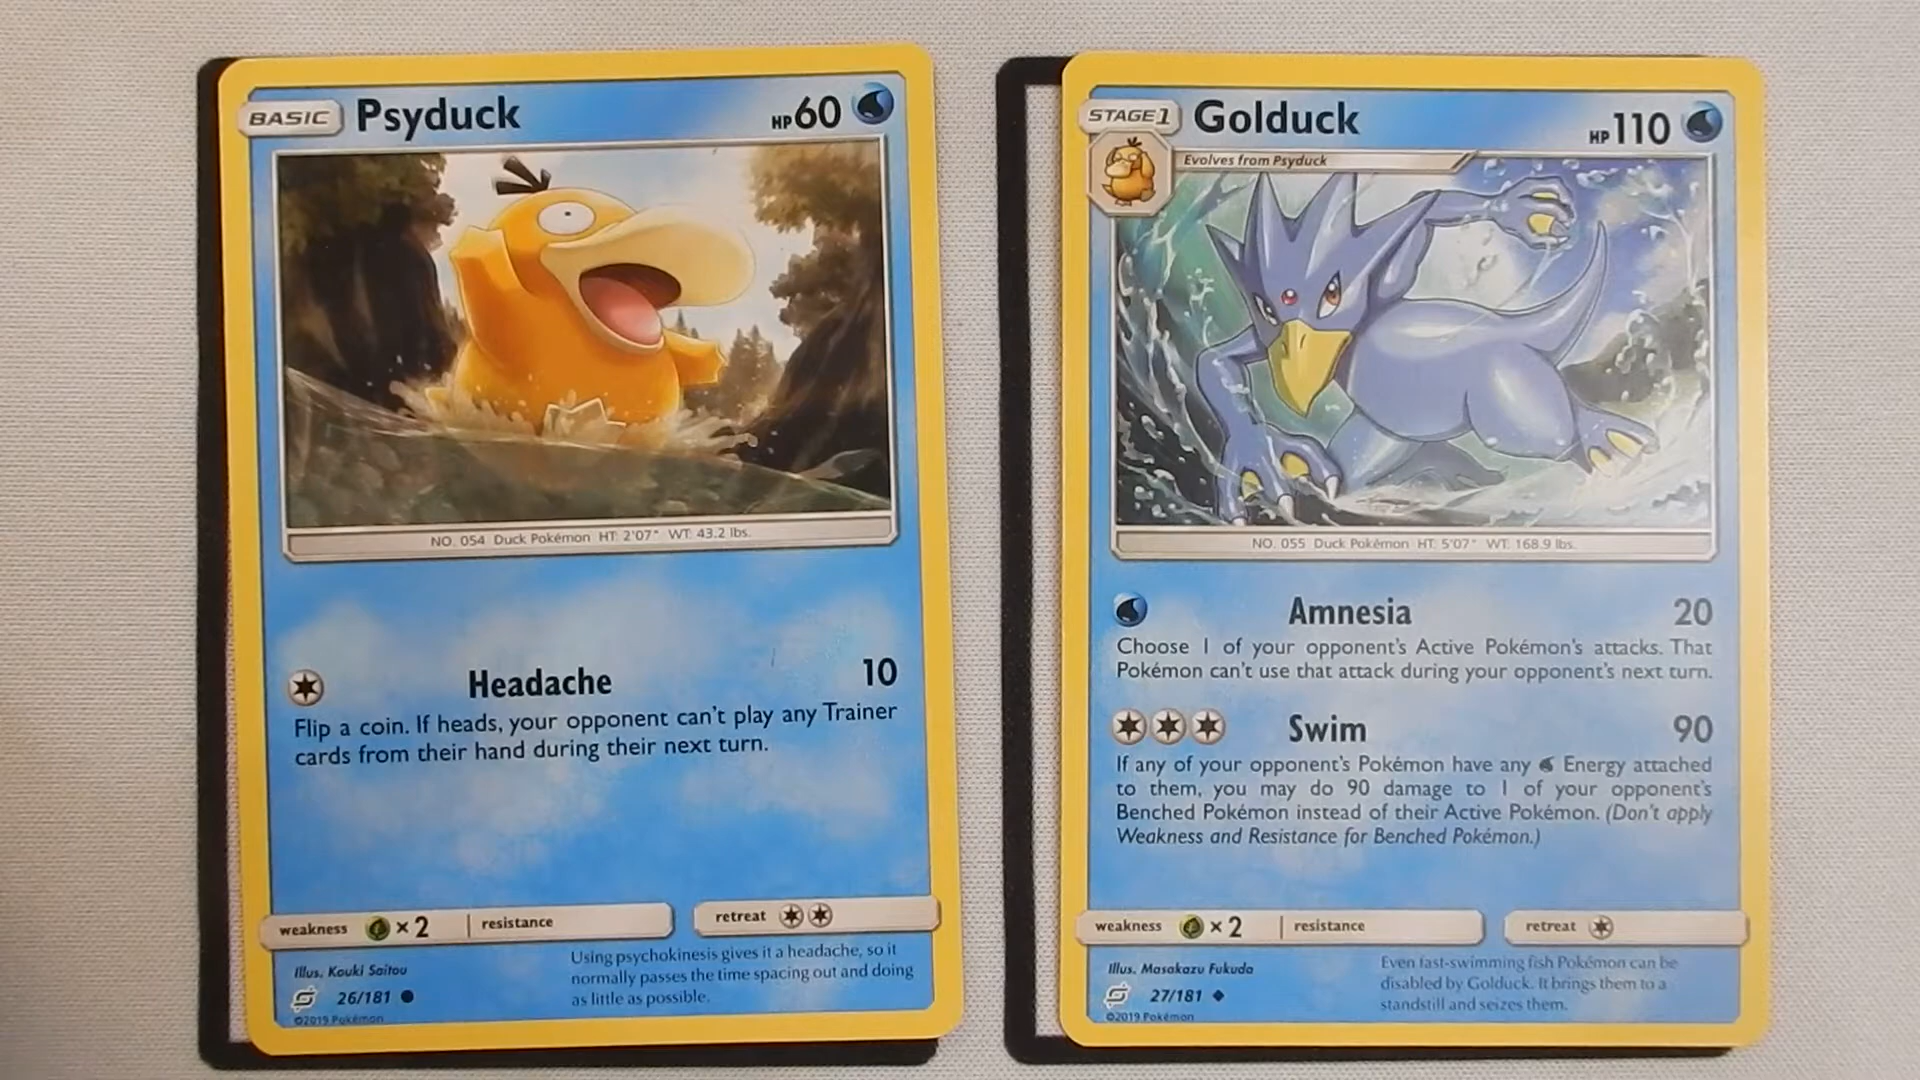 BASIC Psyduck HP60
NO. 054 Duck Pokémon HT: 2'07" WT: 43.2 lbs.
Headache 10
Flip a coin. If heads, your opponent can't play any Trainer
cards from their hand during their next turn.
weakness ×2 resistance retreat
Illus. Kouki Saitou
26/181
©2019 Pokémon
Using psychokinesis gives it a headache, so it
normally passes the time spacing out and doing
as little as possible.
STAGE1 Golduck HP110
Evolves from Psyduck
NO. 055 Duck Pokémon HT: 5'07" WT: 168.9 lbs.
Amnesia 20
Choose 1 of your opponent's Active Pokémon's attacks. That
Pokémon can't use that attack during your opponent's next turn.
Swim 90
If any of your opponent's Pokémon have any Energy attached
to them, you may do 90 damage to 1 of your opponent's
Benched Pokémon instead of their Active Pokémon. (Don't apply
Weakness and Resistance for Benched Pokémon.)
weakness ×2 resistance retreat
Illus. Masakazu Fukuda
27/181
©2019 Pokémon
Even fast-swimming fish Pokémon can be
disabled by Golduck. It brings them to a
standstill and seizes them.